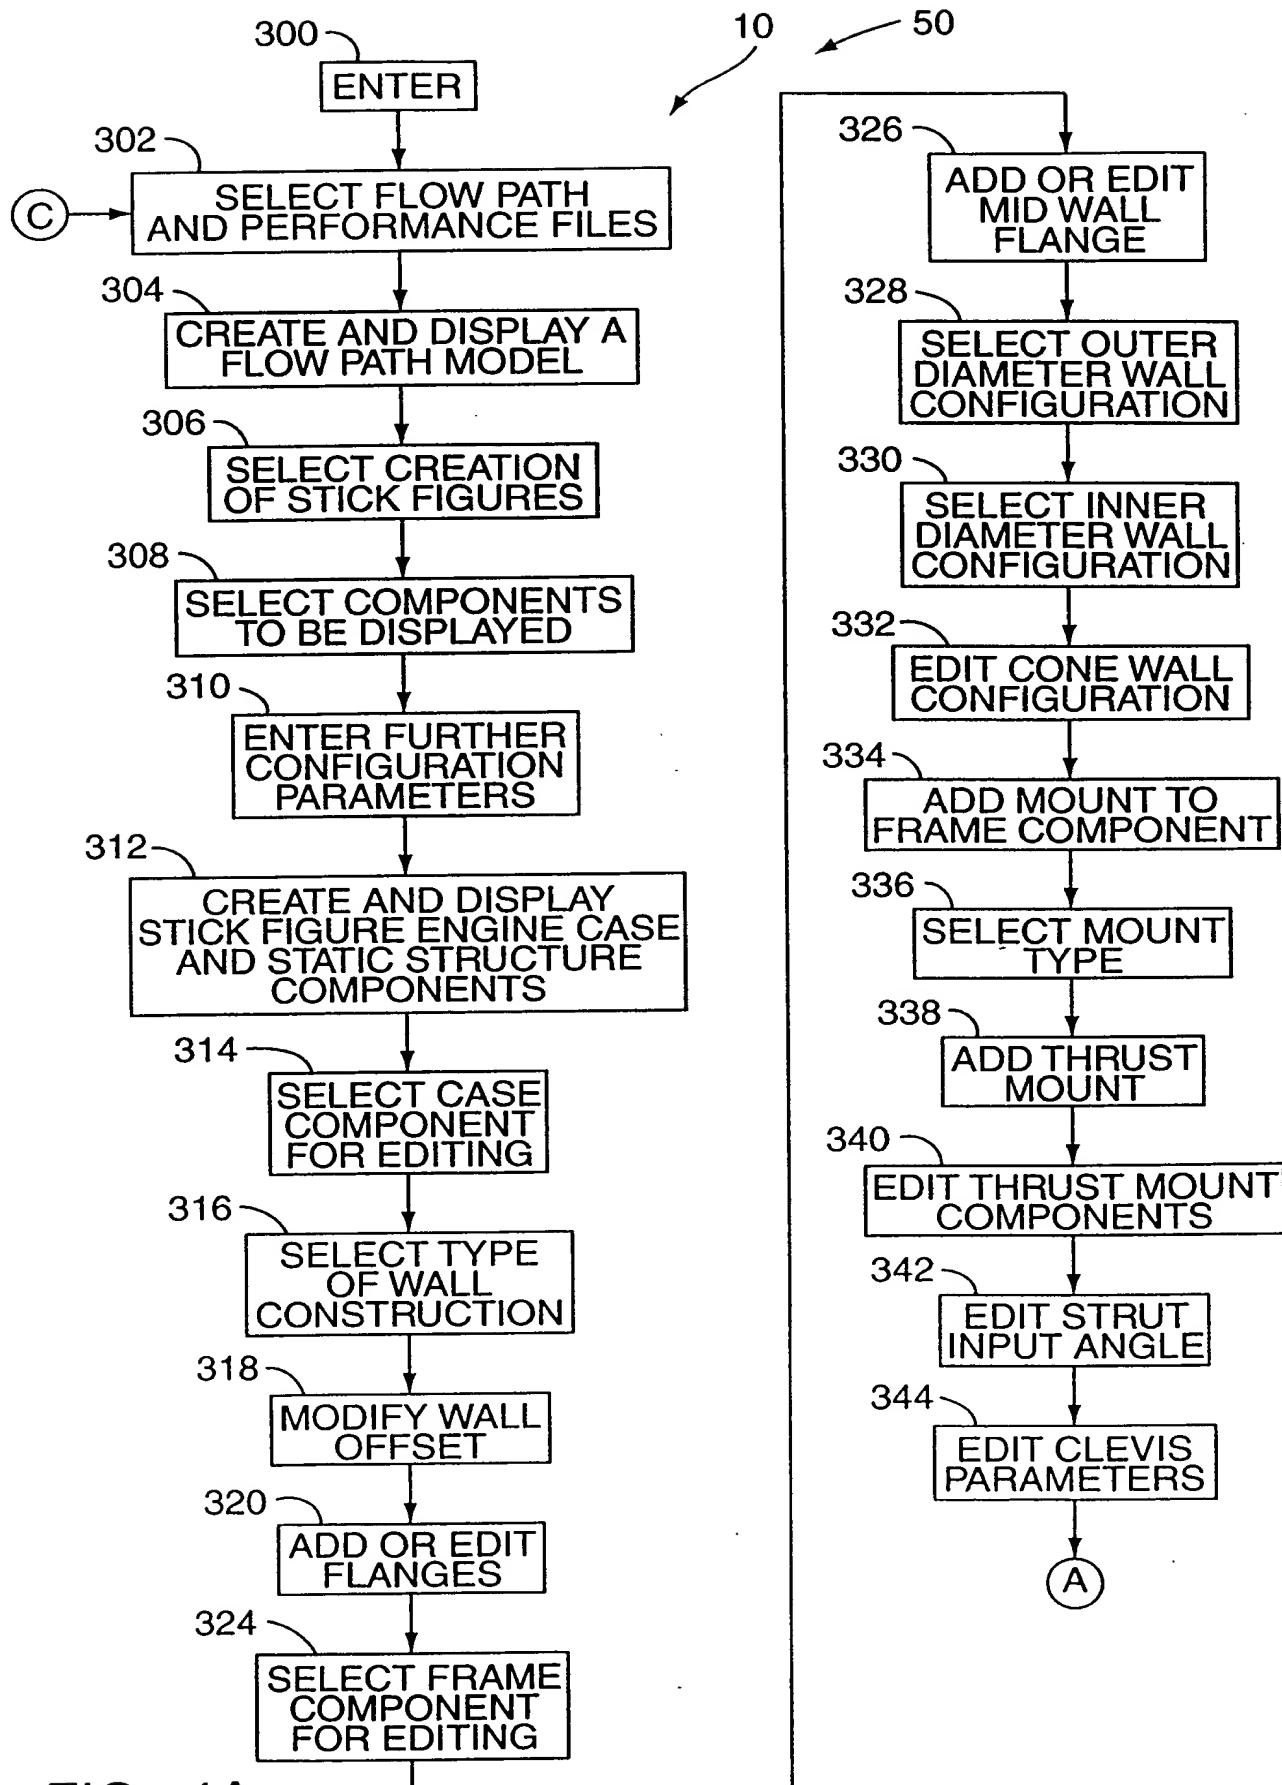 300
ENTER
10
50
302
C
SELECT FLOW PATH
AND PERFORMANCE FILES
304
CREATE AND DISPLAY A
FLOW PATH MODEL
306
SELECT CREATION
OF STICK FIGURES
308
SELECT COMPONENTS
TO BE DISPLAYED
310
ENTER FURTHER
CONFIGURATION
PARAMETERS
312
CREATE AND DISPLAY
STICK FIGURE ENGINE CASE
AND STATIC STRUCTURE
COMPONENTS
314
SELECT CASE
COMPONENT
FOR EDITING
316
SELECT TYPE
OF WALL
CONSTRUCTION
318
MODIFY WALL
OFFSET
320
ADD OR EDIT
FLANGES
324
SELECT FRAME
COMPONENT
FOR EDITING
326
ADD OR EDIT
MID WALL
FLANGE
328
SELECT OUTER
DIAMETER WALL
CONFIGURATION
330
SELECT INNER
DIAMETER WALL
CONFIGURATION
332
EDIT CONE WALL
CONFIGURATION
334
ADD MOUNT TO
FRAME COMPONENT
336
SELECT MOUNT
TYPE
338
ADD THRUST
MOUNT
340
EDIT THRUST MOUNT
COMPONENTS
342
EDIT STRUT
INPUT ANGLE
344
EDIT CLEVIS
PARAMETERS
A